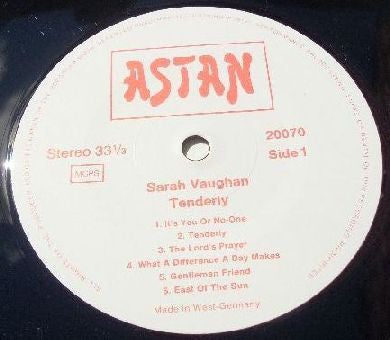 ASTAN
Stereo 33 1/3
20070
MCPS
Side 1
Sarah Vaughan
Tenderly
1. It's You Or No-One
2. Tenderly
3. The Lord's Prayer
4. What A Difference A Day Makes
5. Gentleman Friend
6. East Of The Sun
Made in West-Germany